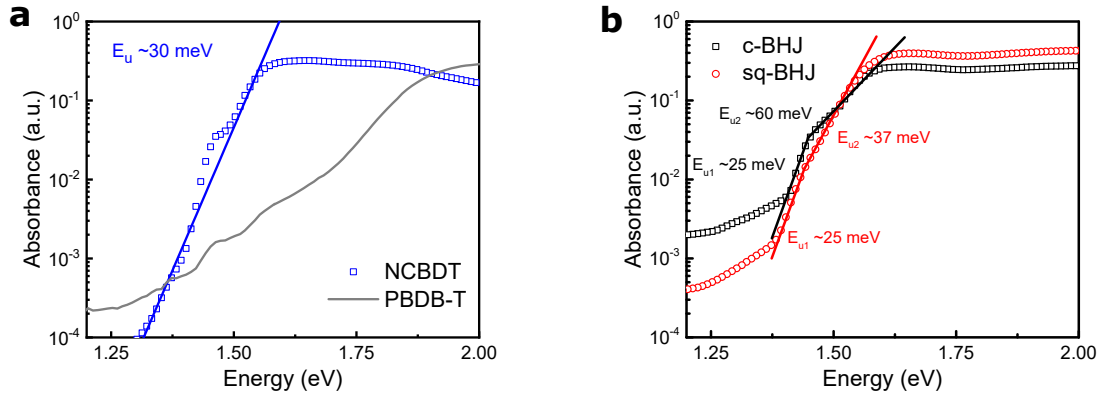 a
E_u ~30 meV
NCBDT
PBDB-T
Absorbance (a.u.)
10^0
10^-1
10^-2
10^-3
10^-4
1.25 1.50 1.75 2.00
Energy (eV)
b
c-BHJ
sq-BHJ
E_u2 ~60 meV
E_u2 ~37 meV
E_u1 ~25 meV
E_u1 ~25 meV
Absorbance (a.u.)
10^0
10^-1
10^-2
10^-3
10^-4
1.25 1.50 1.75 2.00
Energy (eV)